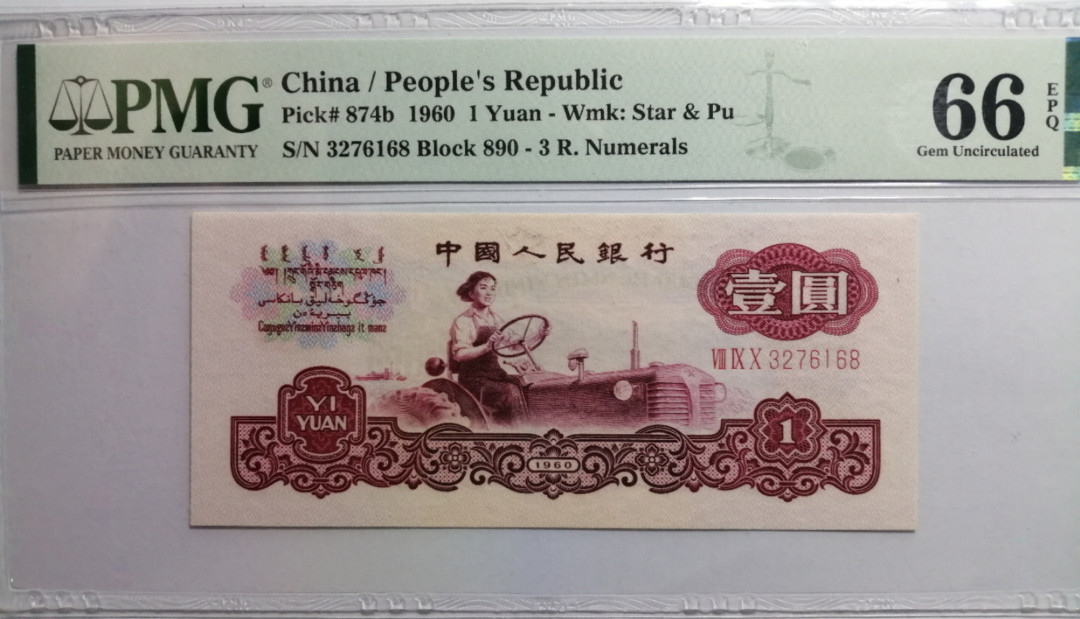 PMG®
PAPER MONEY GUARANTY
China / People's Republic
Pick# 874b 1960 1 Yuan - Wmk: Star & Pu
S/N 3276168 Block 890 - 3 R. Numerals
66
EPQ
Gem Uncirculated
中國人民銀行
壹圓
VIII IX X 3276168
YI
YUAN
1960
1